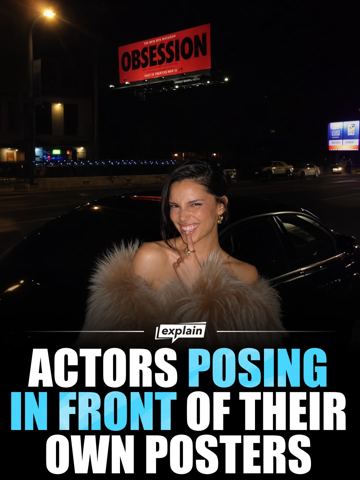 OBSESSION
explain
ACTORS POSING
IN FRONT OF THEIR
OWN POSTERS